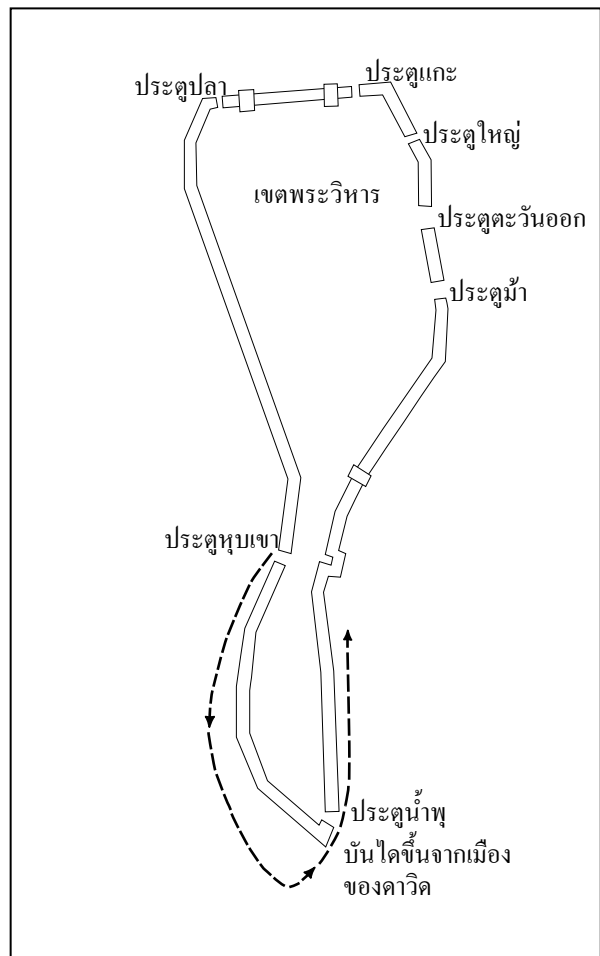 ประตูปลา
ประตูแกะ
ประตูใหญ่
เขตพระวิหาร
ประตูตะวันออก
ประตูม้า
ประตูหุบเขา
ประตูน้ำพุ
บันไดขึ้นจากเมือง
ของดาวิด